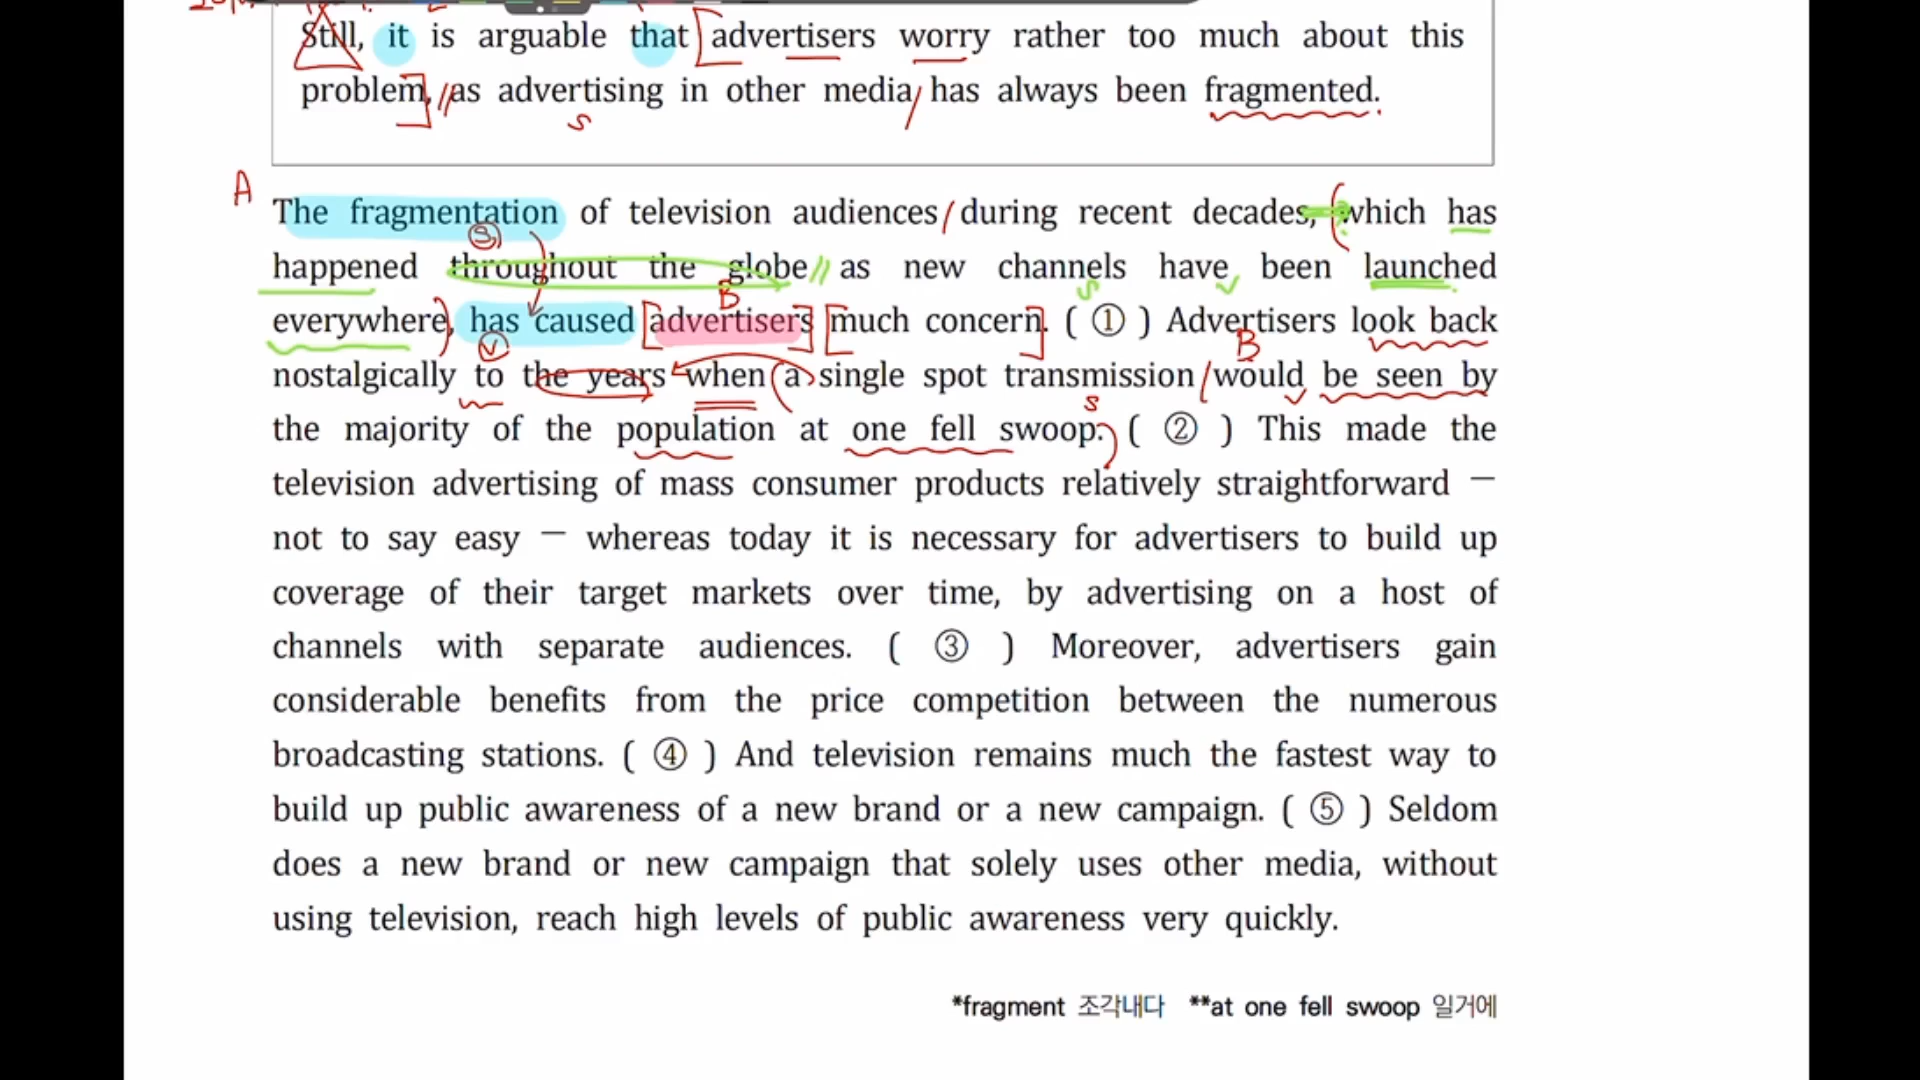 Still, it is arguable that advertisers worry rather too much about this
problem, as advertising in other media has always been fragmented.
S
A
The fragmentation of television audiences during recent decades, which has
S
happened throughout the globe as new channels have been launched
B S V
everywhere, has caused advertisers much concern. ( ① ) Advertisers look back
V B
nostalgically to the years when a single spot transmission would be seen by
S V
the majority of the population at one fell swoop. ( ② ) This made the
television advertising of mass consumer products relatively straightforward —
not to say easy — whereas today it is necessary for advertisers to build up
coverage of their target markets over time, by advertising on a host of
channels with separate audiences. ( ③ ) Moreover, advertisers gain
considerable benefits from the price competition between the numerous
broadcasting stations. ( ④ ) And television remains much the fastest way to
build up public awareness of a new brand or a new campaign. ( ⑤ ) Seldom
does a new brand or new campaign that solely uses other media, without
using television, reach high levels of public awareness very quickly.
*fragment 조각내다 **at one fell swoop 일거에